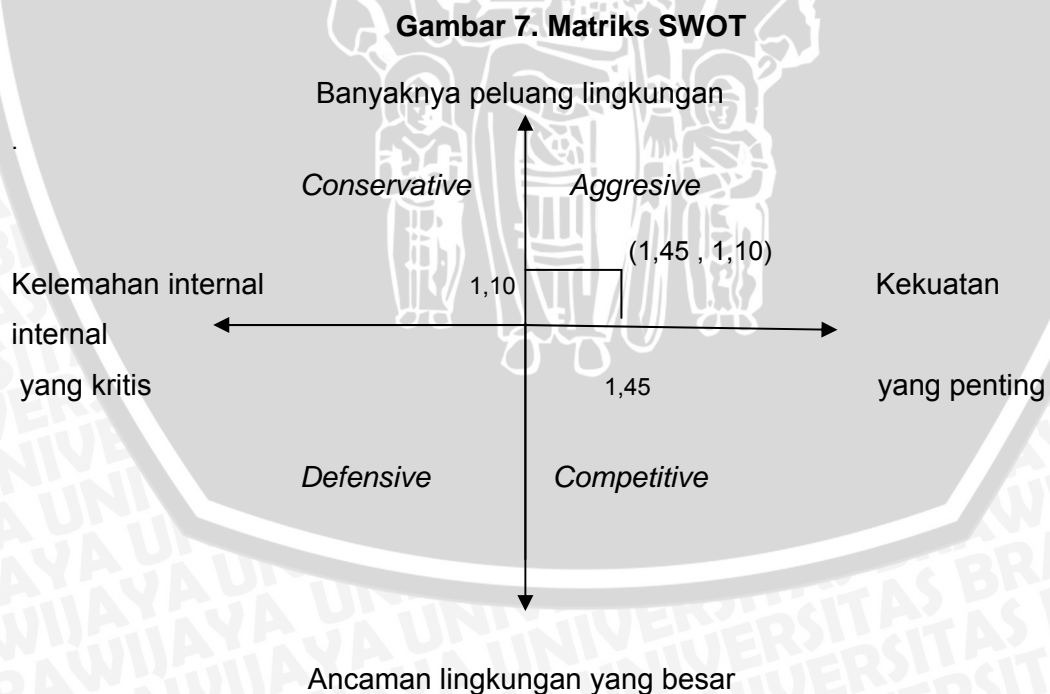 Gambar 7. Matriks SWOT
Banyaknya peluang lingkungan
.
Conservative Aggresive
(1,45 , 1,10)
Kelemahan internal 1,10 Kekuatan
internal
yang kritis 1,45 yang penting
Defensive Competitive
Ancaman lingkungan yang besar